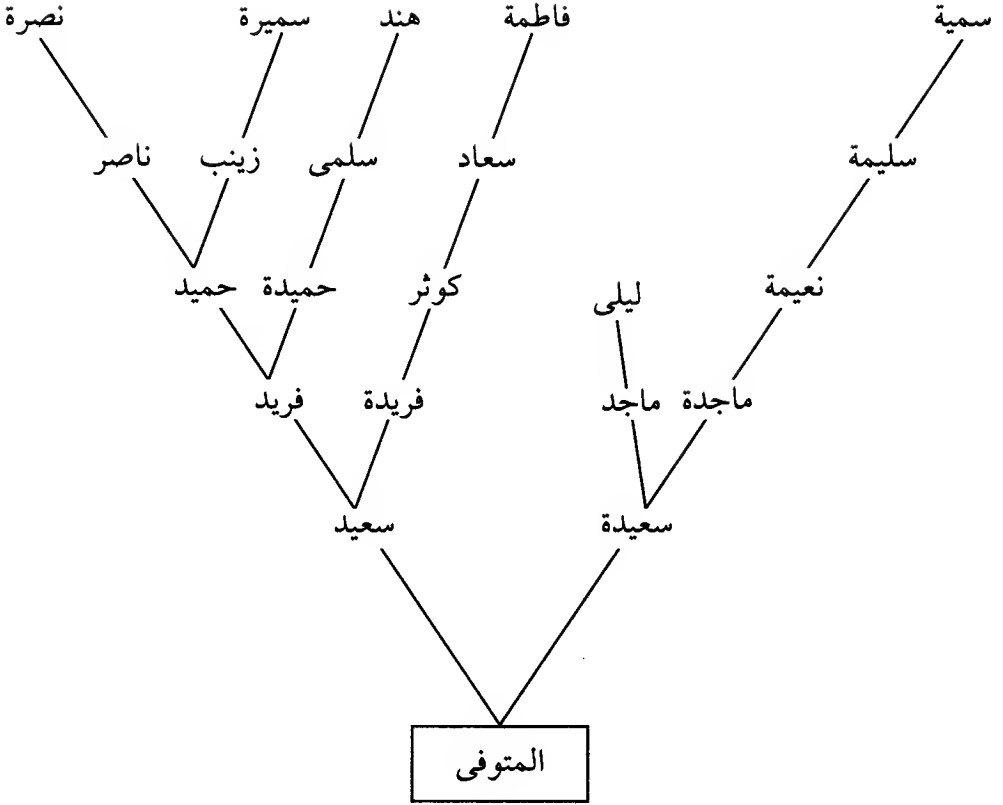 سمية فاطمة هند سميرة نصرة
سليمة سعاد سلمى زينب ناصر
نعيمة ليلى كوثر حميدة حميد
ماجدة ماجد فريدة فريد
سعيدة سعيد
المتوفى